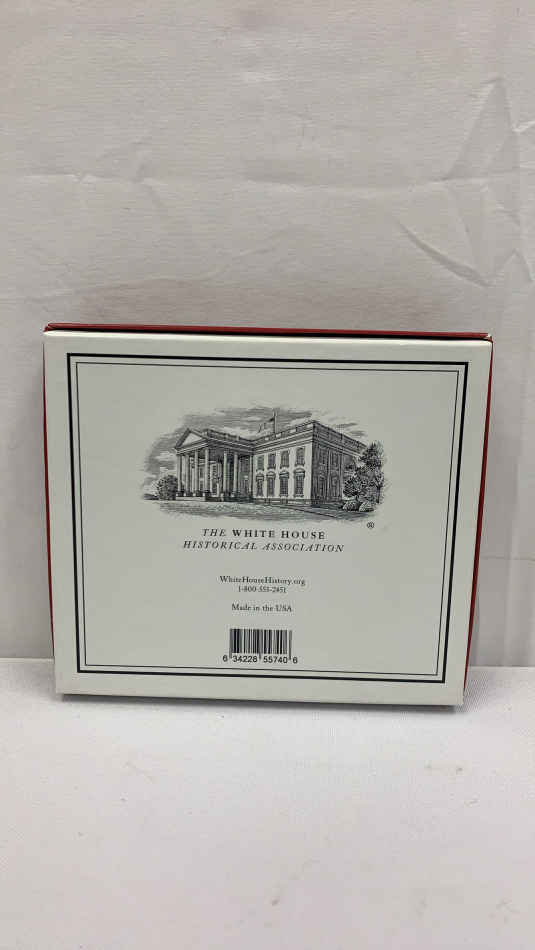 ®
THE WHITE HOUSE
HISTORICAL ASSOCIATION
WhiteHouseHistory.org
1-800-555-2451
Made in the USA
6 34228 55740 6